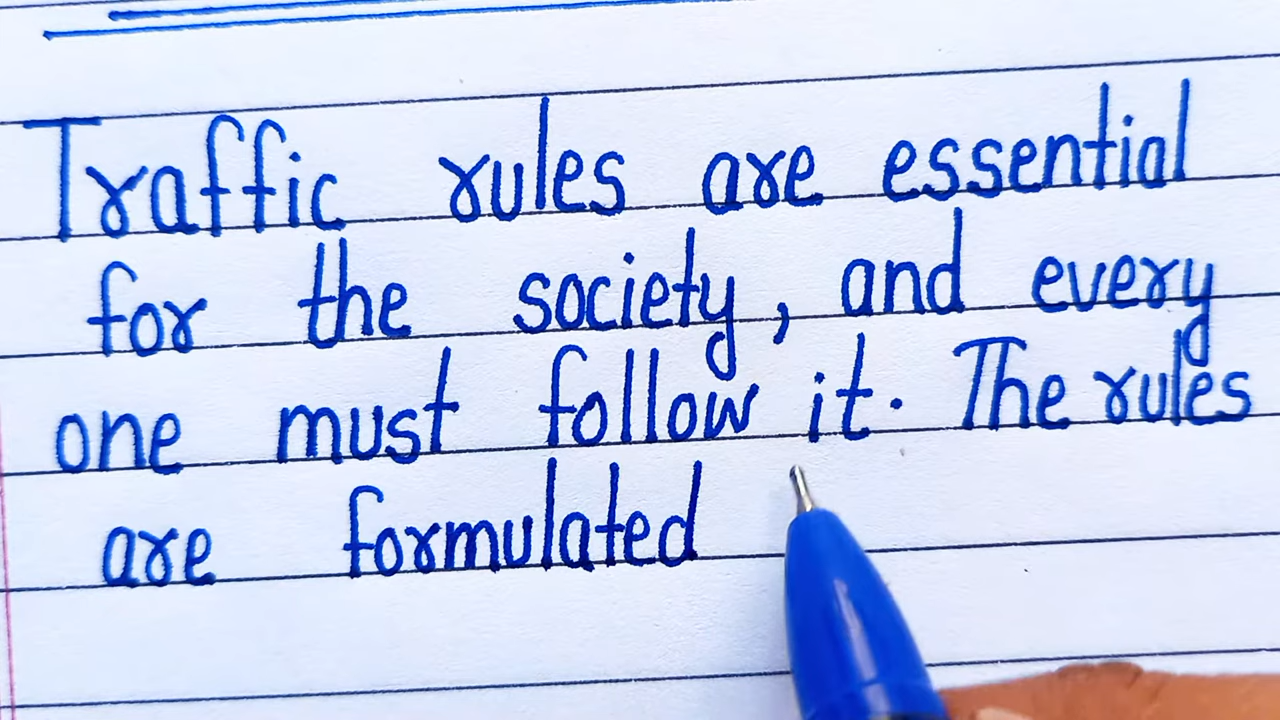 Traffic rules are essential
for the society, and every
one must follow it. The rules
are formulated